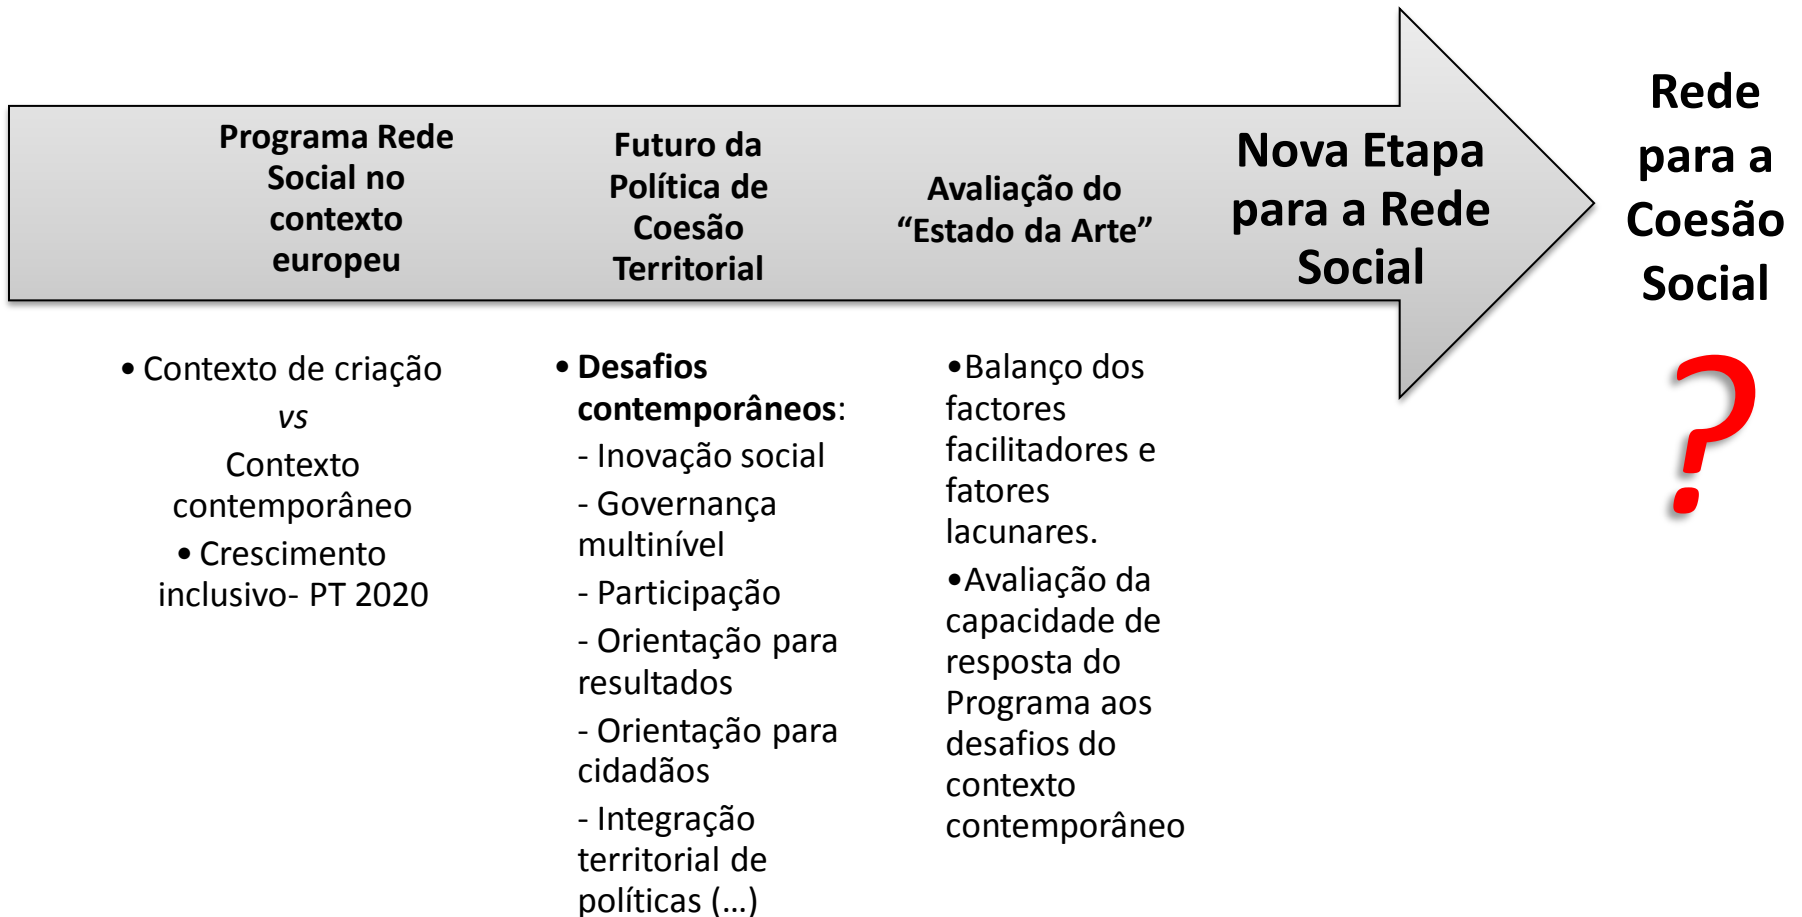 Programa Rede
Social no
contexto
europeu
Futuro da
Política de
Coesão
Territorial
Avaliação do
“Estado da Arte”
Nova Etapa
para a Rede
Social
Rede
para a
Coesão
Social
?
• Contexto de criação
vs
Contexto
contemporâneo
• Crescimento
inclusivo- PT 2020
• Desafios
contemporâneos:
- Inovação social
- Governança
multinível
- Participação
- Orientação para
resultados
- Orientação para
cidadãos
- Integração
territorial de
políticas (...)
•Balanço dos
factores
facilitadores e
fatores
lacunares.
•Avaliação da
capacidade de
resposta do
Programa aos
desafios do
contexto
contemporâneo